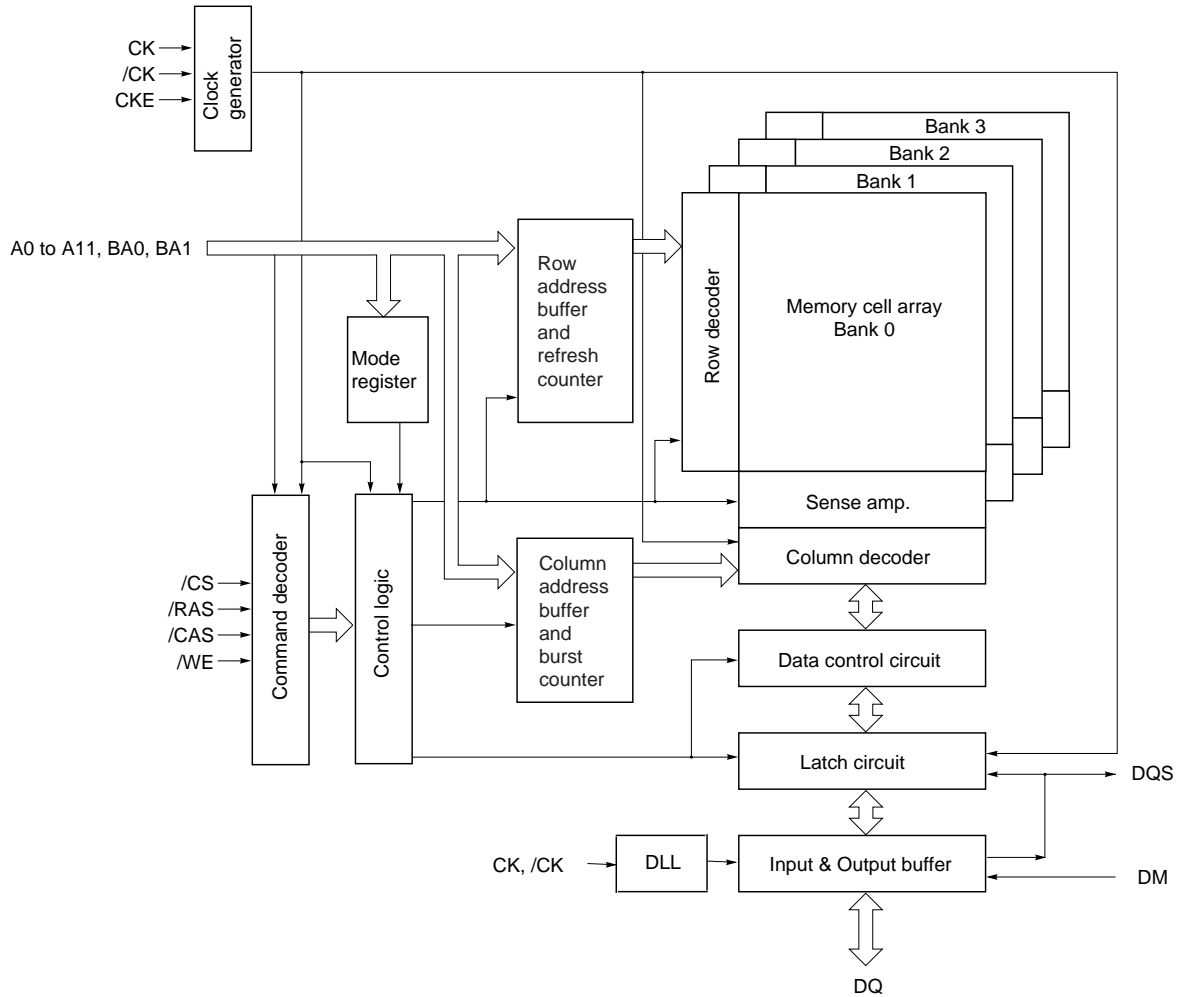 CK
/CK
CKE
Clock
generator
Bank 3
Bank 2
Bank 1
A0 to A11, BA0, BA1
Row
address
buffer
and
refresh
counter
Row decoder
Memory cell array
Bank 0
Mode
register
Sense amp.
Column decoder
Command decoder
Control logic
/CS
/RAS
/CAS
/WE
Column
address
buffer
and
burst
counter
Data control circuit
Latch circuit
DQS
CK, /CK
DLL
Input & Output buffer
DM
DQ